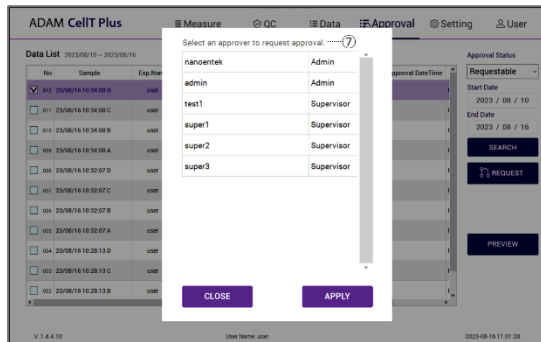 ADAM CellT Plus
Measure
QC
Data
Approval
Setting
User
Data List 2023/08/10 ~ 2023/08/16
Select an approver to request approval. ⑦
nanoentek Admin
admin Admin
test1 Supervisor
super1 Supervisor
super2 Supervisor
super3 Supervisor
CLOSE
APPLY
No Sample Exp.Nam
pproval DateTime
23/08/16 10:34:08 D user
011 23/08/16 10:34:08 C user
010 23/08/16 10:34:08 B user
009 23/08/16 10:34:08 A user
008 23/08/16 10:32:07 D user
007 23/08/16 10:32:07 C user
006 23/08/16 10:32:07 B user
005 23/08/16 10:32:07 A user
004 23/08/16 10:28:13 D user
003 23/08/16 10:28:13 C user
002 23/08/16 10:28:13 B user
Approval Status
Requestable
Start Date
2023 / 08 / 10
End Date
2023 / 08 / 16
SEARCH
REQUEST
PREVIEW
V. 1.4.4.10
User Name: user
2023-08-16 11:01:28